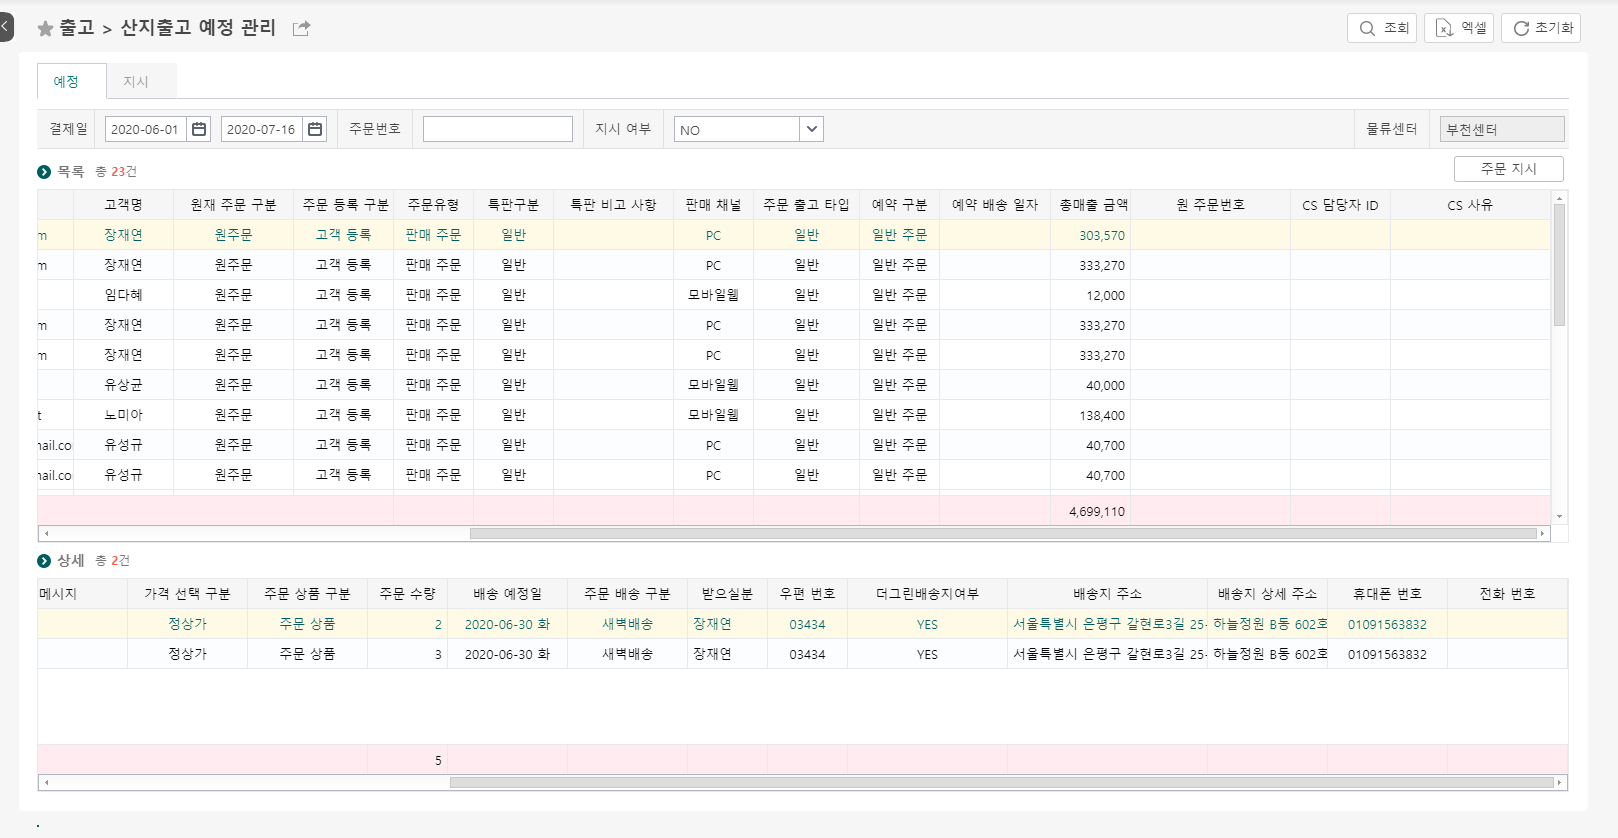 출고 > 산지출고 예정 관리
조회 엑셀 초기화
예정 지시
결제일 2020-06-01 2020-07-16 주문번호 지시 여부 NO 물류센터 부천센터
목록 총 23건 주문 지시
고객명 원재 주문 구분 주문 등록 구분 주문유형 특판구분 특판 비고 사항 판매 채널 주문 출고 타입 예약 구분 예약 배송 일자 총매출 금액 원 주문번호 CS 담당자 ID CS 사유
m 장재연 원주문 고객 등록 판매 주문 일반 PC 일반 일반 주문 303,570
m 장재연 원주문 고객 등록 판매 주문 일반 PC 일반 일반 주문 333,270
임다혜 원주문 고객 등록 판매 주문 일반 모바일웹 일반 일반 주문 12,000
m 장재연 원주문 고객 등록 판매 주문 일반 PC 일반 일반 주문 333,270
m 장재연 원주문 고객 등록 판매 주문 일반 PC 일반 일반 주문 333,270
유상균 원주문 고객 등록 판매 주문 일반 모바일웹 일반 일반 주문 40,000
t 노미아 원주문 고객 등록 판매 주문 일반 모바일웹 일반 일반 주문 138,400
nail.co 유성규 원주문 고객 등록 판매 주문 일반 PC 일반 일반 주문 40,700
nail.co 유성규 원주문 고객 등록 판매 주문 일반 PC 일반 일반 주문 40,700
4,699,110
상세 총 2건
메시지 가격 선택 구분 주문 상품 구분 주문 수량 배송 예정일 주문 배송 구분 받으실분 우편 번호 더그린배송지여부 배송지 주소 배송지 상세 주소 휴대폰 번호 전화 번호
정상가 주문 상품 2 2020-06-30 화 새벽배송 장재연 03434 YES 서울특별시 은평구 갈현로3길 25- 하늘정원 B동 602호 01091563832
정상가 주문 상품 3 2020-06-30 화 새벽배송 장재연 03434 YES 서울특별시 은평구 갈현로3길 25- 하늘정원 B동 602호 01091563832
5